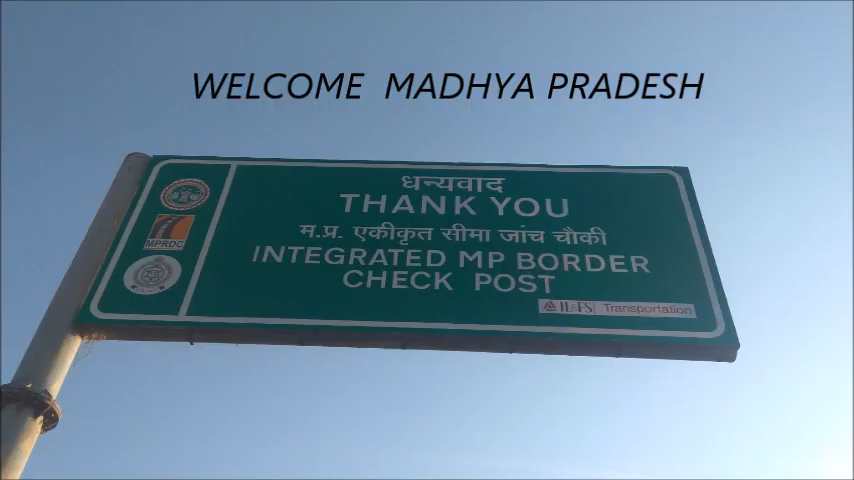 WELCOME MADHYA PRADESH
धन्यवाद
THANK YOU
म.प्र. एकीकृत सीमा जांच चौकी
INTEGRATED MP BORDER
CHECK POST
MPRDC
IL&FS Transportation